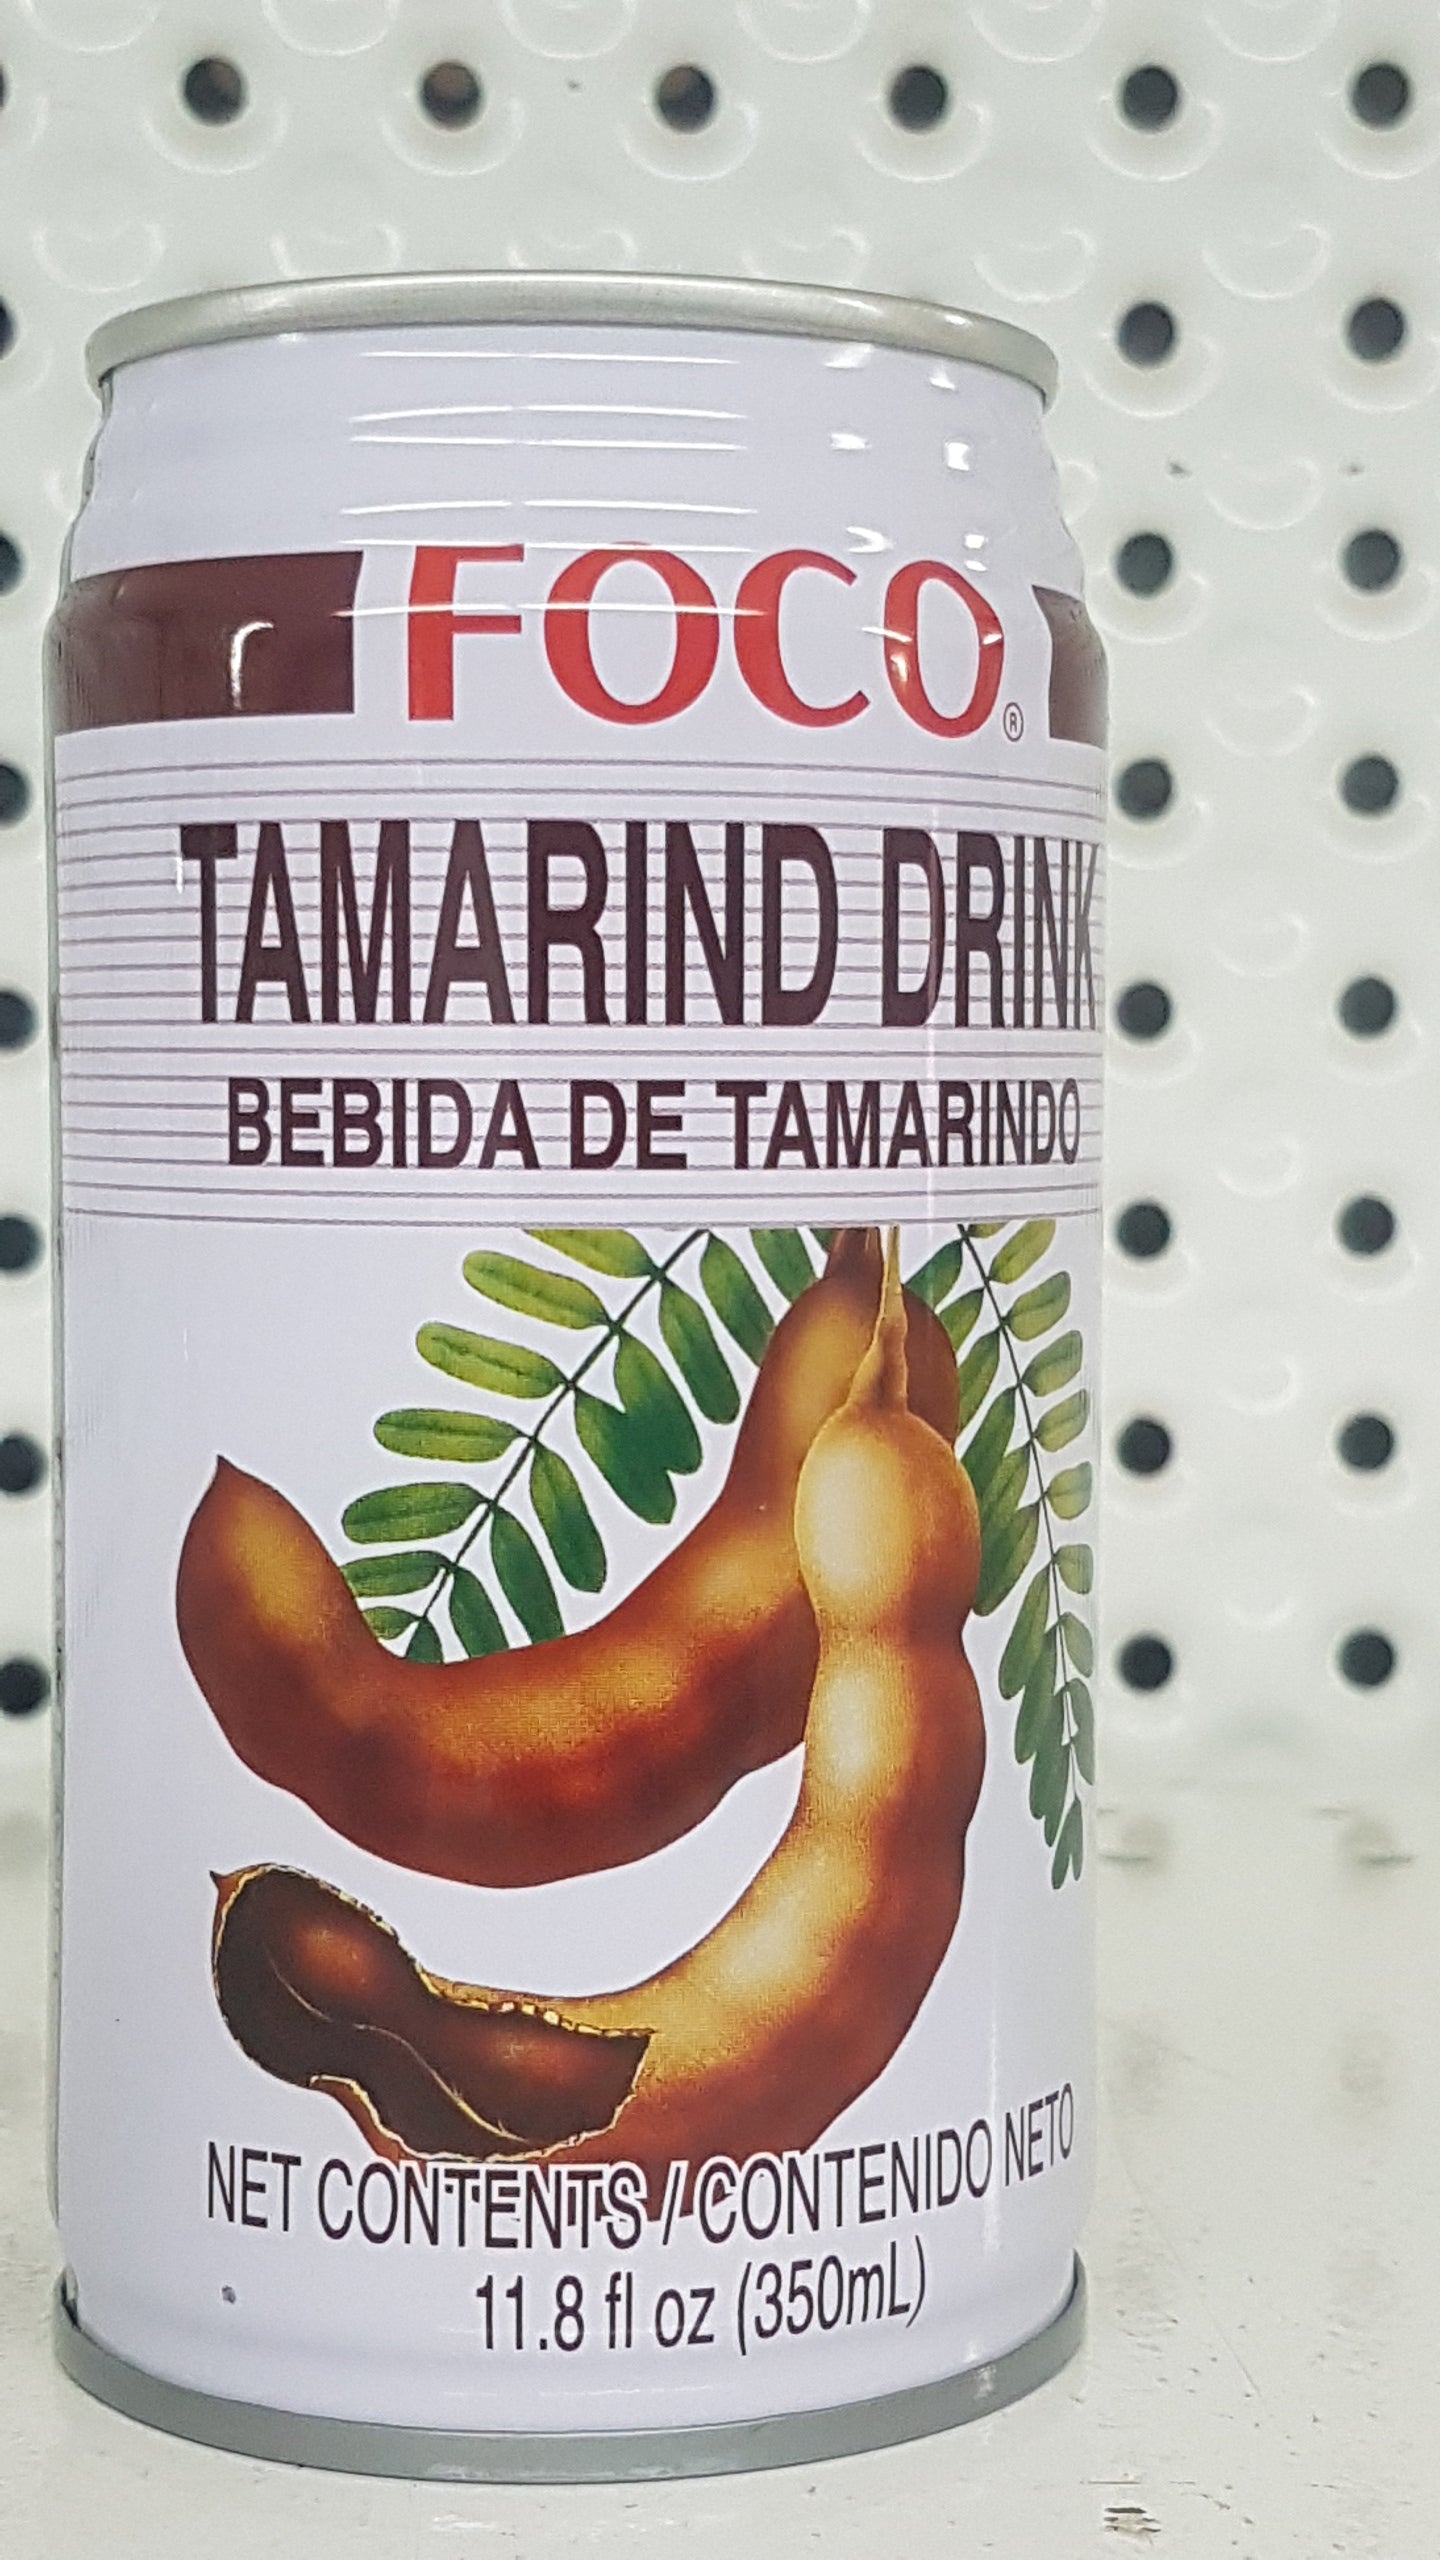 FOCO®
TAMARIND DRINK
BEBIDA DE TAMARINDO
NET CONTENTS / CONTENIDO NETO
11.8 fl oz (350mL)